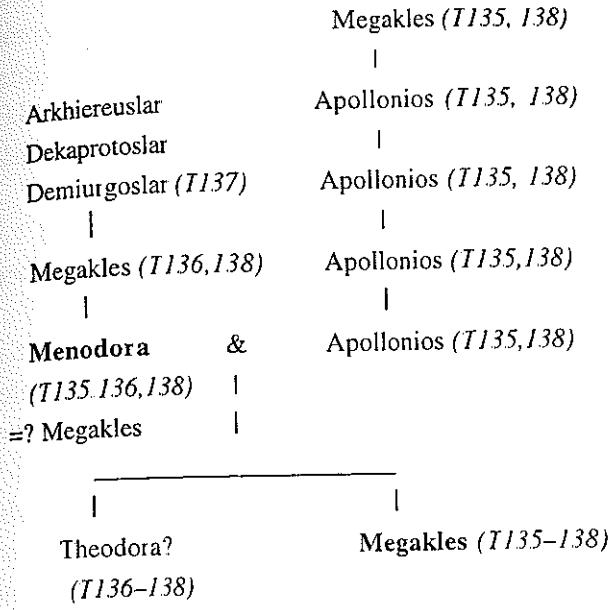 Megakles (T135, 138)
Arkhiereuslar Apollonios (T135, 138)
Dekaprotoslar
Demiurgoslar (T137) Apollonios (T135, 138)
Megakles (T136,138) Apollonios (T135,138)
Menodora & Apollonios (T135,138)
(T135.136,138)
=? Megakles
Theodora? Megakles (T135–138)
(T136–138)